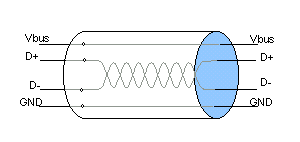 Vbus Vbus
D+ D+
D- D-
GND GND